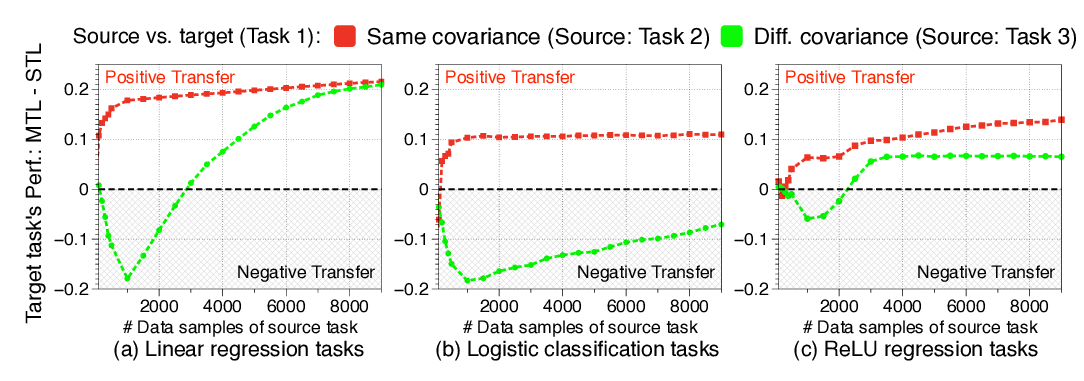 Source vs. target (Task 1): Same covariance (Source: Task 2) Diff. covariance (Source: Task 3)
Target task's Perf.: MTL - STL
0.2
0.1
0
−0.1
−0.2
Positive Transfer
Negative Transfer
2000 4000 6000 8000
# Data samples of source task
(a) Linear regression tasks
0.2
0.1
0
−0.1
−0.2
Positive Transfer
Negative Transfer
2000 4000 6000 8000
# Data samples of source task
(b) Logistic classification tasks
0.2
0.1
0
−0.1
−0.2
Positive Transfer
Negative Transfer
2000 4000 6000 8000
# Data samples of source task
(c) ReLU regression tasks